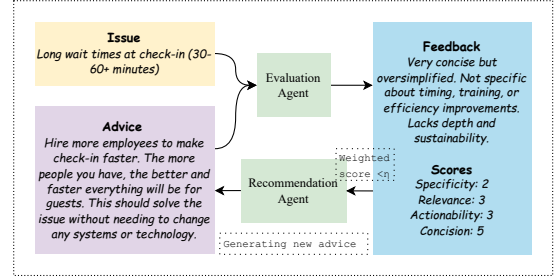 Issue
Long wait times at check-in (30-
60+ minutes)
Advice
Hire more employees to make
check-in faster. The more
people you have, the better and
faster everything will be for
guests. This should solve the
issue without needing to change
any systems or technology.
Evaluation
Agent
Recommendation
Agent
Weighted
score <η
Generating new advice
Feedback
Very concise but
oversimplified. Not specific
about timing, training, or
efficiency improvements.
Lacks depth and
sustainability.
Scores
Specificity: 2
Relevance: 3
Actionability: 3
Concision: 5